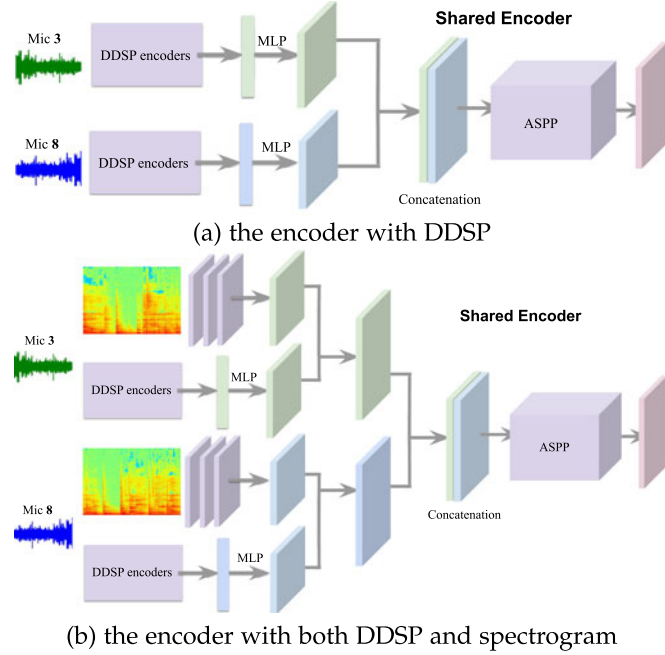 Shared Encoder
Mic 3
DDSP encoders
MLP
ASPP
Mic 8
DDSP encoders
MLP
Concatenation
(a) the encoder with DDSP
Shared Encoder
Mic 3
DDSP encoders
MLP
ASPP
Mic 8
Concatenation
DDSP encoders
MLP
(b) the encoder with both DDSP and spectrogram